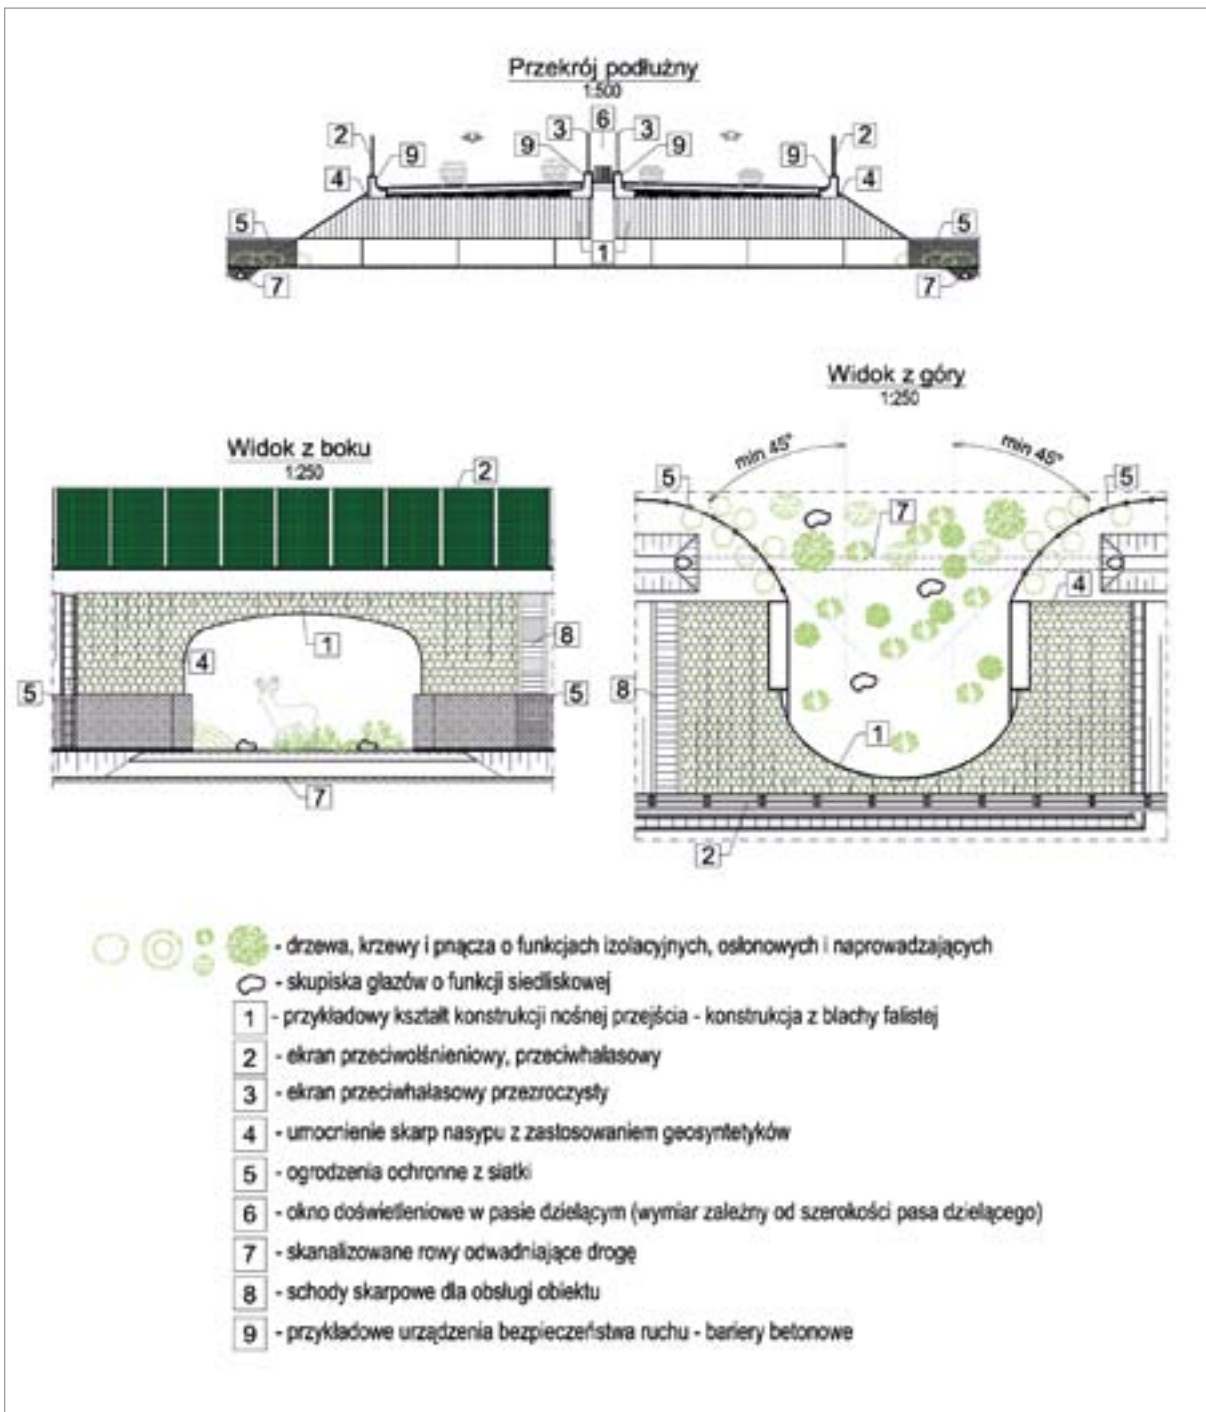 Przekrój podłużny
1:500
6
2 3 3 2
9 9 9 9
4 4
5 5
1
7 7
Widok z góry
1:250
min 45° min 45°
Widok z boku
1:250
2
5 5
7
4
8
1
4
5 5
8
1
7
2
- drzewa, krzewy i pnącza o funkcjach izolacyjnych, osłonowych i naprowadzających
- skupiska głazów o funkcji siedliskowej
1 - przykładowy kształt konstrukcji nośnej przejścia - konstrukcja z blachy falistej
2 - ekran przeciwolśnieniowy, przeciwhałasowy
3 - ekran przeciwhałasowy przezroczysty
4 - umocnienie skarp nasypu z zastosowaniem geosyntetyków
5 - ogrodzenia ochronne z siatki
6 - okno doświetleniowe w pasie dzielącym (wymiar zależny od szerokości pasa dzielącego)
7 - skanalizowane rowy odwadniające drogę
8 - schody skarpowe dla obsługi obiektu
9 - przykładowe urządzenia bezpieczeństwa ruchu - bariery betonowe